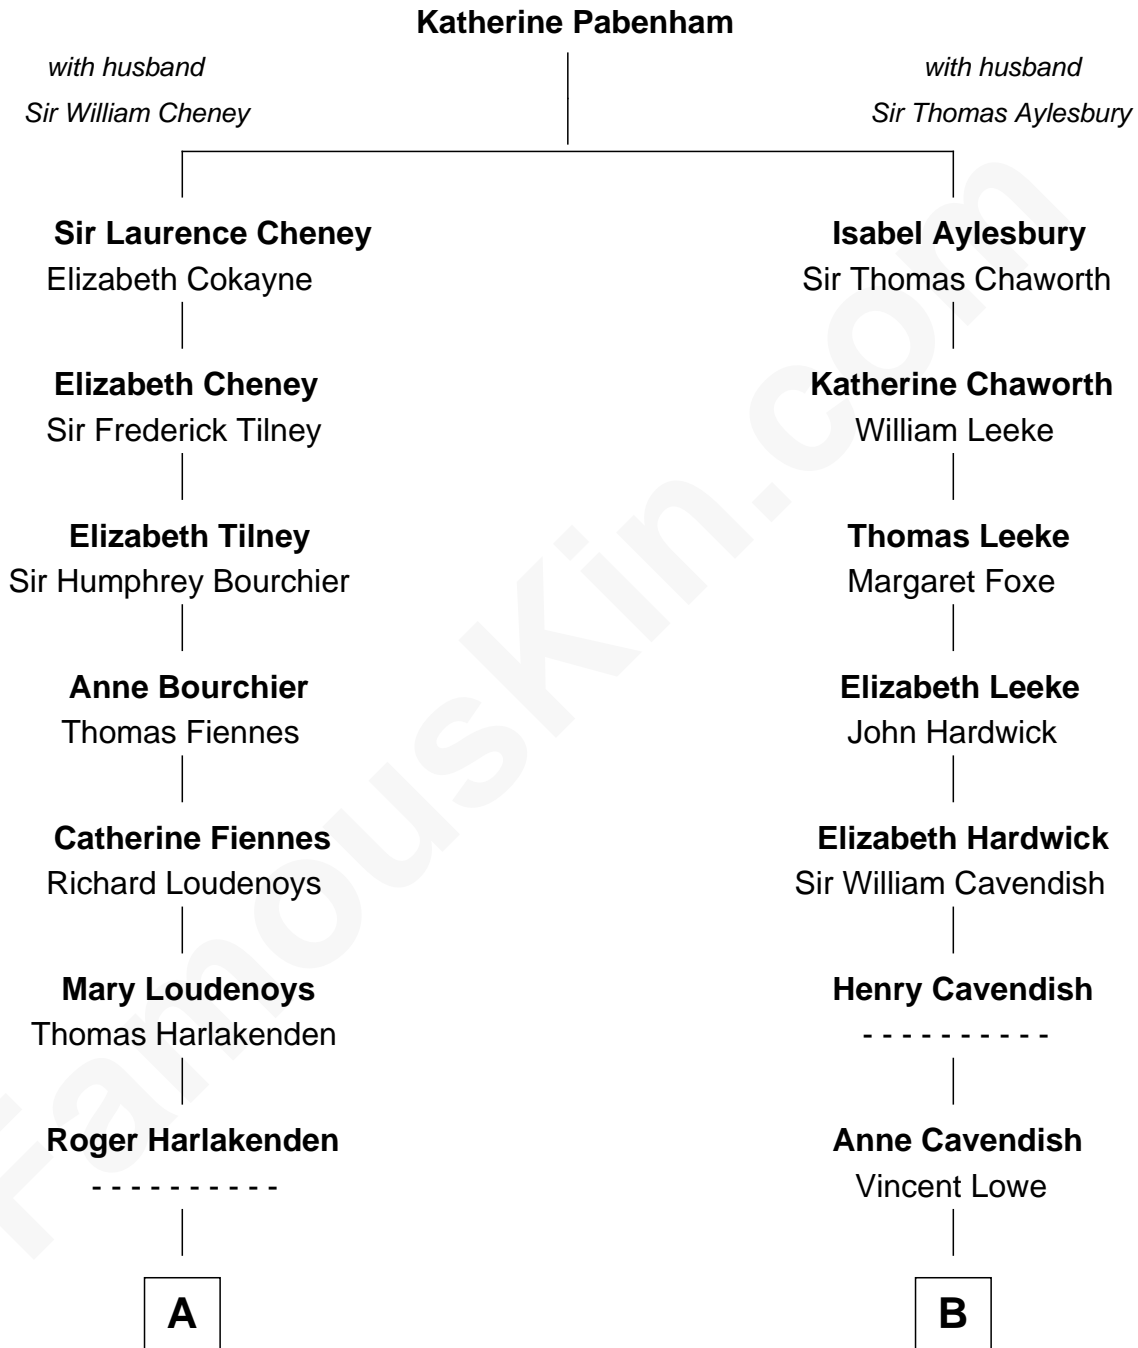 Katherine Pabenham
with husband
Sir William Cheney
with husband
Sir Thomas Aylesbury
Sir Laurence Cheney
Elizabeth Cokayne
Isabel Aylesbury
Sir Thomas Chaworth
Elizabeth Cheney
Sir Frederick Tilney
Katherine Chaworth
William Leeke
Elizabeth Tilney
Sir Humphrey Bourchier
Thomas Leeke
Margaret Foxe
Anne Bourchier
Thomas Fiennes
Elizabeth Leeke
John Hardwick
Catherine Fiennes
Richard Loudenoys
Elizabeth Hardwick
Sir William Cavendish
Mary Loudenoys
Thomas Harlakenden
Henry Cavendish
- - - - - - - - - -
Roger Harlakenden
- - - - - - - - - -
Anne Cavendish
Vincent Lowe
A
B
FamousKin.com